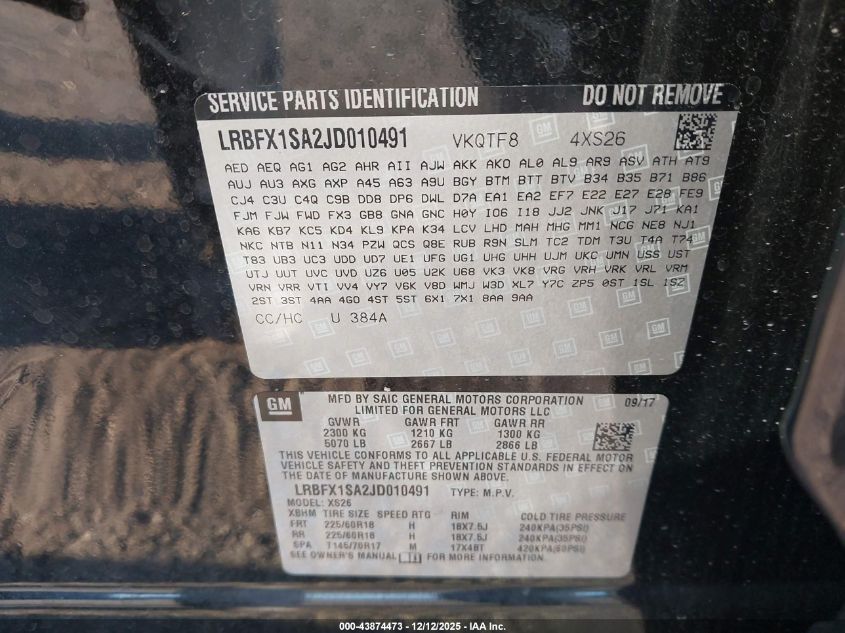 SERVICE PARTS IDENTIFICATION DO NOT REMOVE
LRBFX1SA2JD010491 VKQTF8 4XS26
AED AEQ AG1 AG2 AHR AII AJW AKK AKO AL0 AL9 AR9 ASV ATH AT9
AUJ AU3 AXG AXP A45 A63 A9U BGY BTM BTT BTV B34 B35 B71 B86
CJ4 C3U C4Q C9B DD8 DP6 DWL D7A EA1 EA2 EF7 E22 E27 E28 FE9
FJM FJW FWD FX3 GB8 GNA GNC H0Y IO6 I18 JJ2 JNK J17 J71 KA1
KA6 KB7 KC5 KD4 KL9 KPA K34 LCV LHD MAH MHG MM1 NCG NE8 NJ1
NKC NTB N11 N34 PZW QCS Q8E RUB R9N SLM TC2 TDM T3U T4A T74
T83 UB3 UC3 UDD UD7 UE1 UFG UG1 UHG UHH UJM UKC UMN USS UST
UTJ UUT UVC UVD UZ6 U05 U2K U68 VK3 VK8 VRG VRH VRK VRL VRM
VRN VRR VT1 VV4 VY7 V6K V8D WMJ W3D XL7 Y7C ZP5 0ST 1SL 1SZ
2ST 3ST 4AA 4G0 4ST 5ST 6X1 7X1 8AA 9AA
CC/HC U 384A
GM
MFD BY SAIC GENERAL MOTORS CORPORATION 09/17
LIMITED FOR GENERAL MOTORS LLC
GVWR GAWR FRT GAWR RR
2300 KG 1210 KG 1300 KG
5070 LB 2667 LB 2866 LB
THIS VEHICLE CONFORMS TO ALL APPLICABLE U.S. FEDERAL MOTOR
VEHICLE SAFETY AND THEFT PREVENTION STANDARDS IN EFFECT ON
THE DATE OF MANUFACTURE SHOWN ABOVE.
LRBFX1SA2JD010491 TYPE: M.P.V.
MODEL: XS26
XBHM TIRE SIZE SPEED RTG RIM COLD TIRE PRESSURE
FRT 225/60R18 H 18X7.5J 240KPA(35PSI)
RR 225/60R18 H 18X7.5J 240KPA(35PSI)
SPA T145/70R17 M 17X4BT 420KPA(60PSI)
SEE OWNER'S MANUAL FOR MORE INFORMATION.
000-43874473 - 12/12/2025 - IAA Inc.